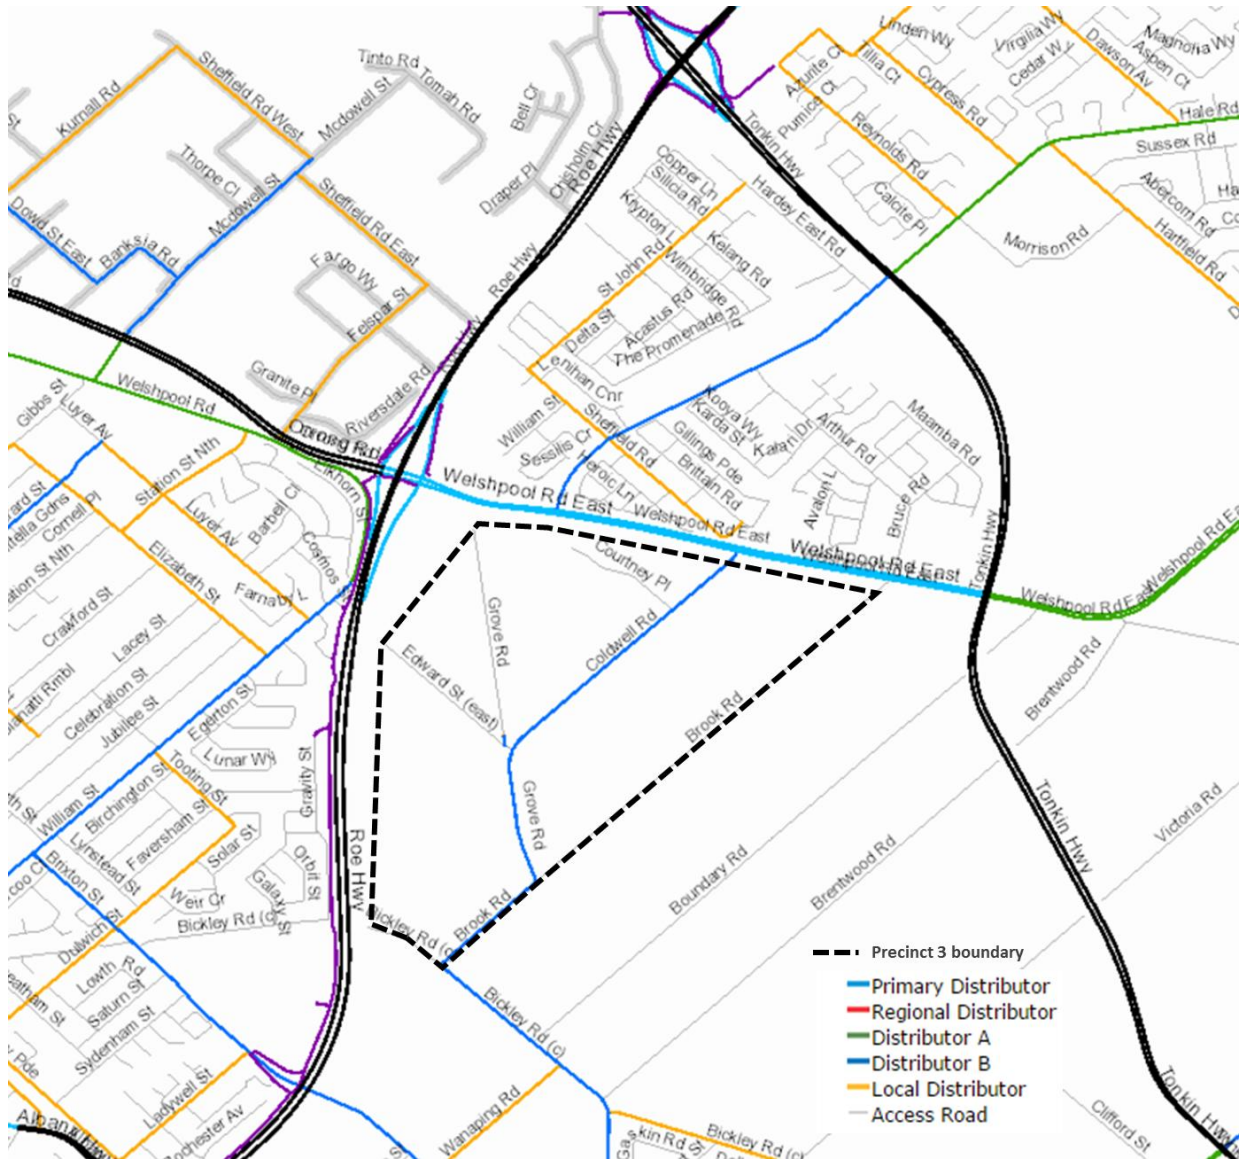 Linden Wy
Virgilia Wy
Magnolia Wy
Tillia Ct
Cedar W
Dawson Av
Aspen Ct
Tinto Rd
Tomah Rd
Azurite Ct
Cypress Rd
Sheffield Rd West
Kurnall Rd
Mcdowell St
Bell Cr
Pumice Ct
Hale Rd
St
Tonkin Hwy
Reynolds Rd
Sussex Rd
Chisholm Cr
Roe Hwy
Thorpe Cl
Copper Ln
Silicia Rd
Krypton L
Hardey East Rd
Calcite Pl
Abercorn Rd
Draper Pl
Mcdowell St
Sheffield Rd East
Dowd St East
Banksia Rd
Kelang Rd
Morrison Rd
Hartfield Rd
Fargo Wy
Roe Hwy
St John Rd
Wimbridge Rd
Felspar St
Acastus Rd
Delta St
The Promenade
Granite Pl
Riversdale Rd
Welshpool Rd
Lenihan Cnr
Gibbs St
Luyer Av
William St
Sheffield Rd
Kooya Wy
Karda St
Kalan Dr
Arthur Rd
Maamba Rd
Gillings Pde
Sessilis Cr
Station St Nth
Elkhorn St
Heroic Ln
Brittain Rd
Welshpool Rd East
Avalon L
Bruce Rd
Cornell Pl
Luyer Av
Barbell Ct
Welshpool Rd East
Cosmos St
Welshpool Rd East
Tonkin Hwy
Elizabeth St
Courtney Pl
Farnaby L
Welshpool Rd East
Crawford St
Grove Rd
Coldwell Rd
Lacey St
Edward St (east)
Brentwood Rd
Celebration St
Egerton St
Brook Rd
Jubilee St
Lunar Wy
Tooting St
Gravity St
Birchington St
William St
Faversham St
Grove Rd
Tonkin Hwy
Victoria Rd
Lynstead St
Solar St
Orbit St
Roe Hwy
Brixton St
Weir Cr
Galaxy St
Boundary Rd
Brentwood Rd
Bickley Rd (c)
Brook Rd
Bickley Rd (c)
Dulwich St
Lowth Rd
Saturn St
Precinct 3 boundary
Primary Distributor
Regional Distributor
Distributor A
Distributor B
Local Distributor
Access Road
Sydenham St
Bickley Rd (c)
Ladywell St
Wanaping Rd
Bickley Rd (c)
Clifford St
Tonkin Hwy